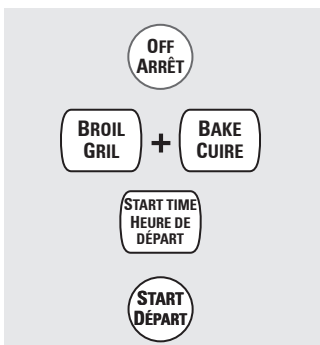 OFF
ARRÊT
BROIL
GRIL
+
BAKE
CUIRE
START TIME
HEURE DE
DÉPART
START
DÉPART